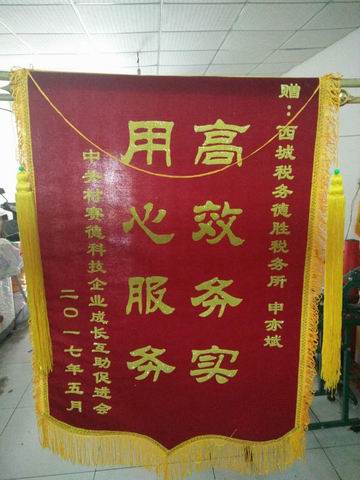 赠：西城税务德胜税务所 申亦斌
高效务实
用心服务
中关村赛德科技企业成长互助促进会
二〇一七年五月